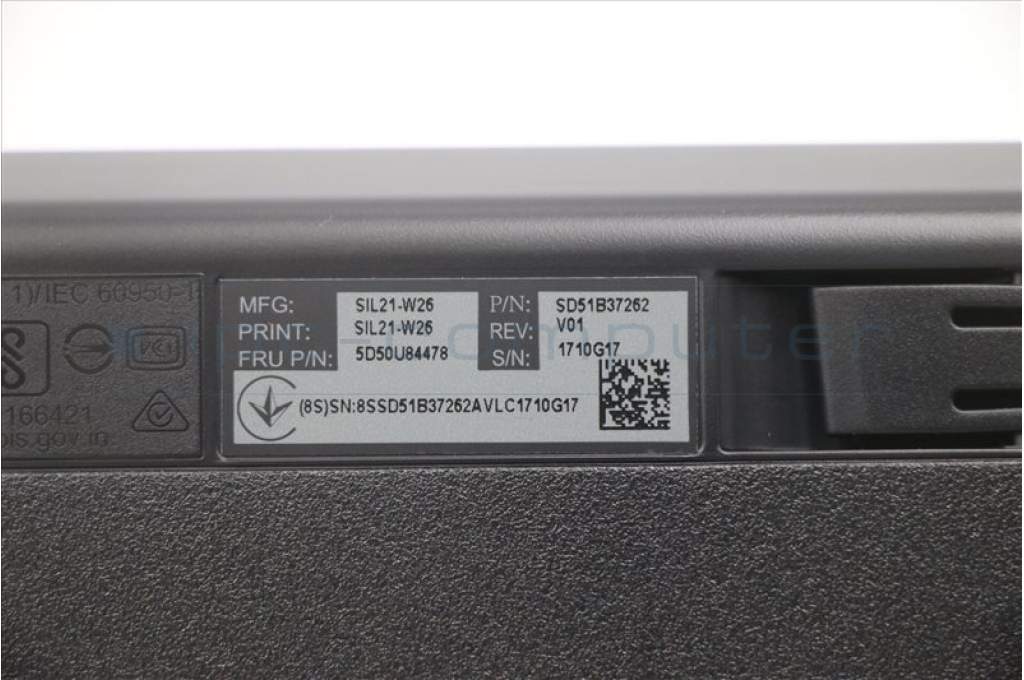 1)/IEC 60950-1
166421
bis.gov.in
MFG: SIL21-W26 P/N: SD51B37262
PRINT: SIL21-W26 REV: V01
FRU P/N: 5D50U84478 S/N: 1710G17
(8S)SN:8SSD51B37262AVLC1710G17